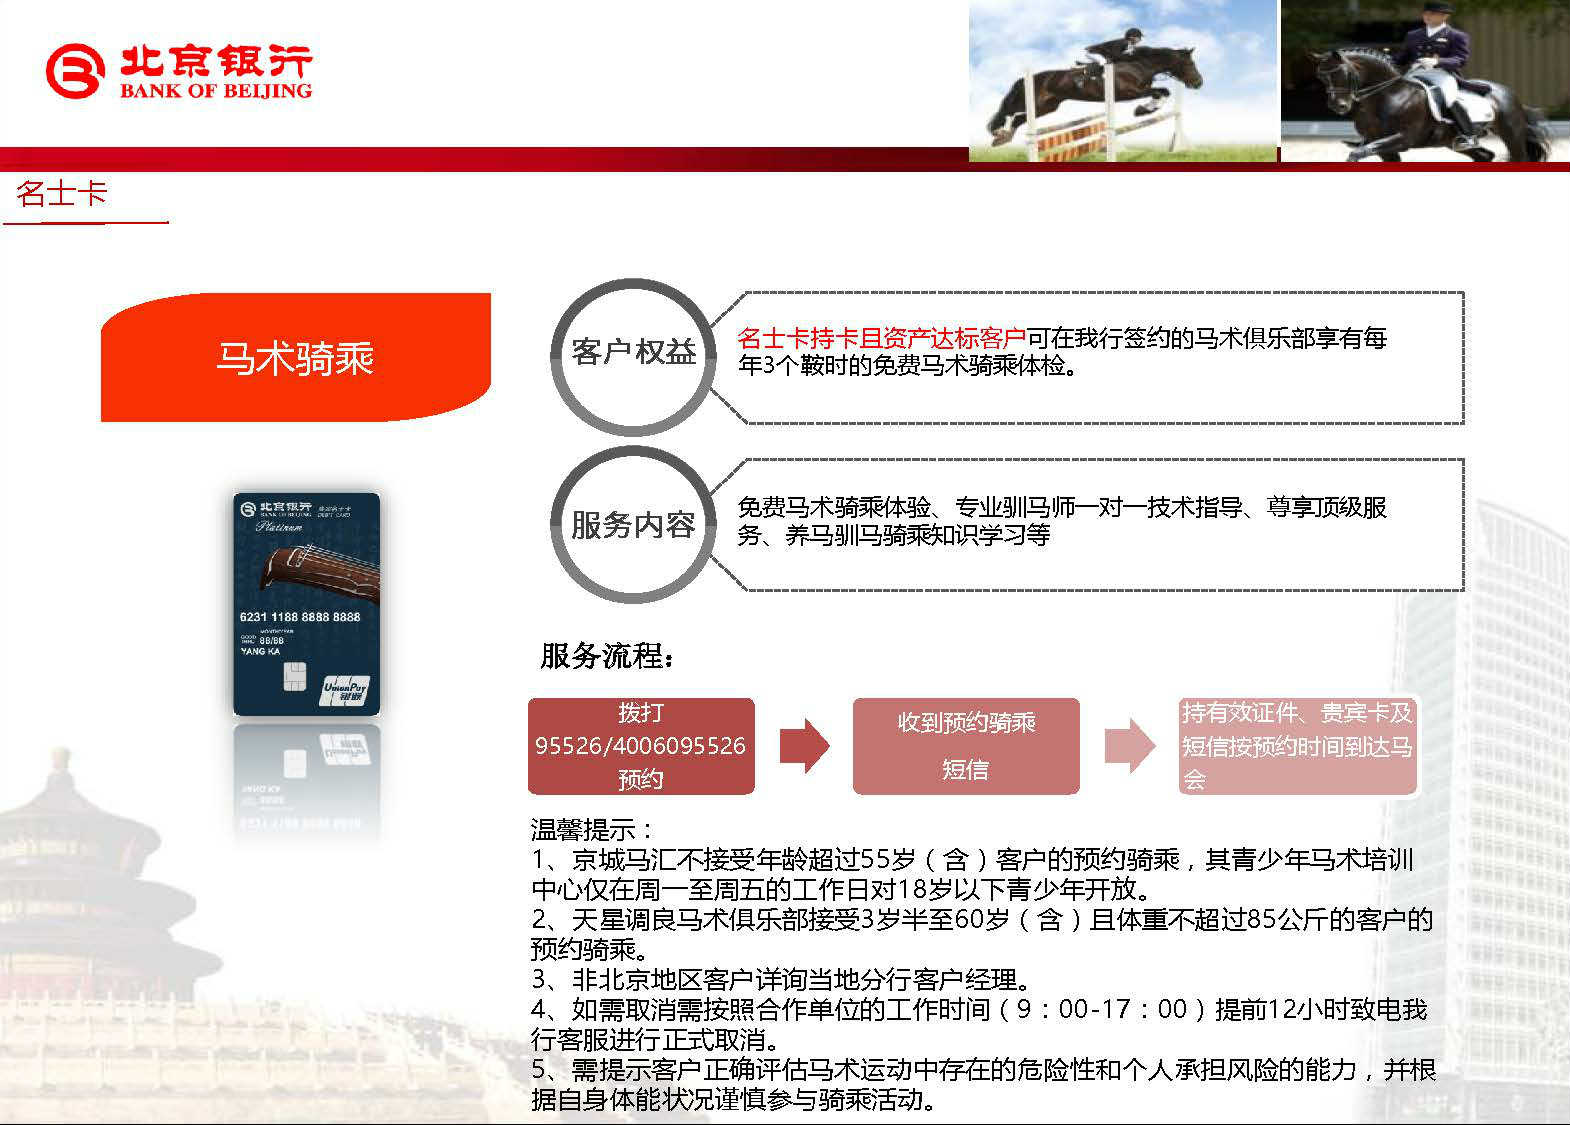 北京银行
BANK OF BEIJING
名士卡
马术骑乘
客户权益
名士卡持卡且资产达标客户可在我行签约的马术俱乐部享有每
年3个鞍时的免费马术骑乘体检。
服务内容
免费马术骑乘体验、专业驯马师一对一技术指导、尊享顶级服
务、养马驯马骑乘知识学习等
北京银行
BANK OF BEIJING
DEBIT CARD
Platinum
6231 1188 8888 8888
MONTH/YEAR
GOOD
THRU 88/88
YANG KA
UnionPay
银联
服务流程：
拨打
95526/4006095526
预约
收到预约骑乘
短信
持有效证件、贵宾卡及
短信按预约时间到达马
会
温馨提示：
1、京城马汇不接受年龄超过55岁（含）客户的预约骑乘，其青少年马术培训
中心仅在周一至周五的工作日对18岁以下青少年开放。
2、天星调良马术俱乐部接受3岁半至60岁（含）且体重不超过85公斤的客户的
预约骑乘。
3、非北京地区客户详询当地分行客户经理。
4、如需取消需按照合作单位的工作时间（9：00-17：00）提前12小时致电我
行客服进行正式取消。
5、需提示客户正确评估马术运动中存在的危险性和个人承担风险的能力，并根
据自身体能状况谨慎参与骑乘活动。